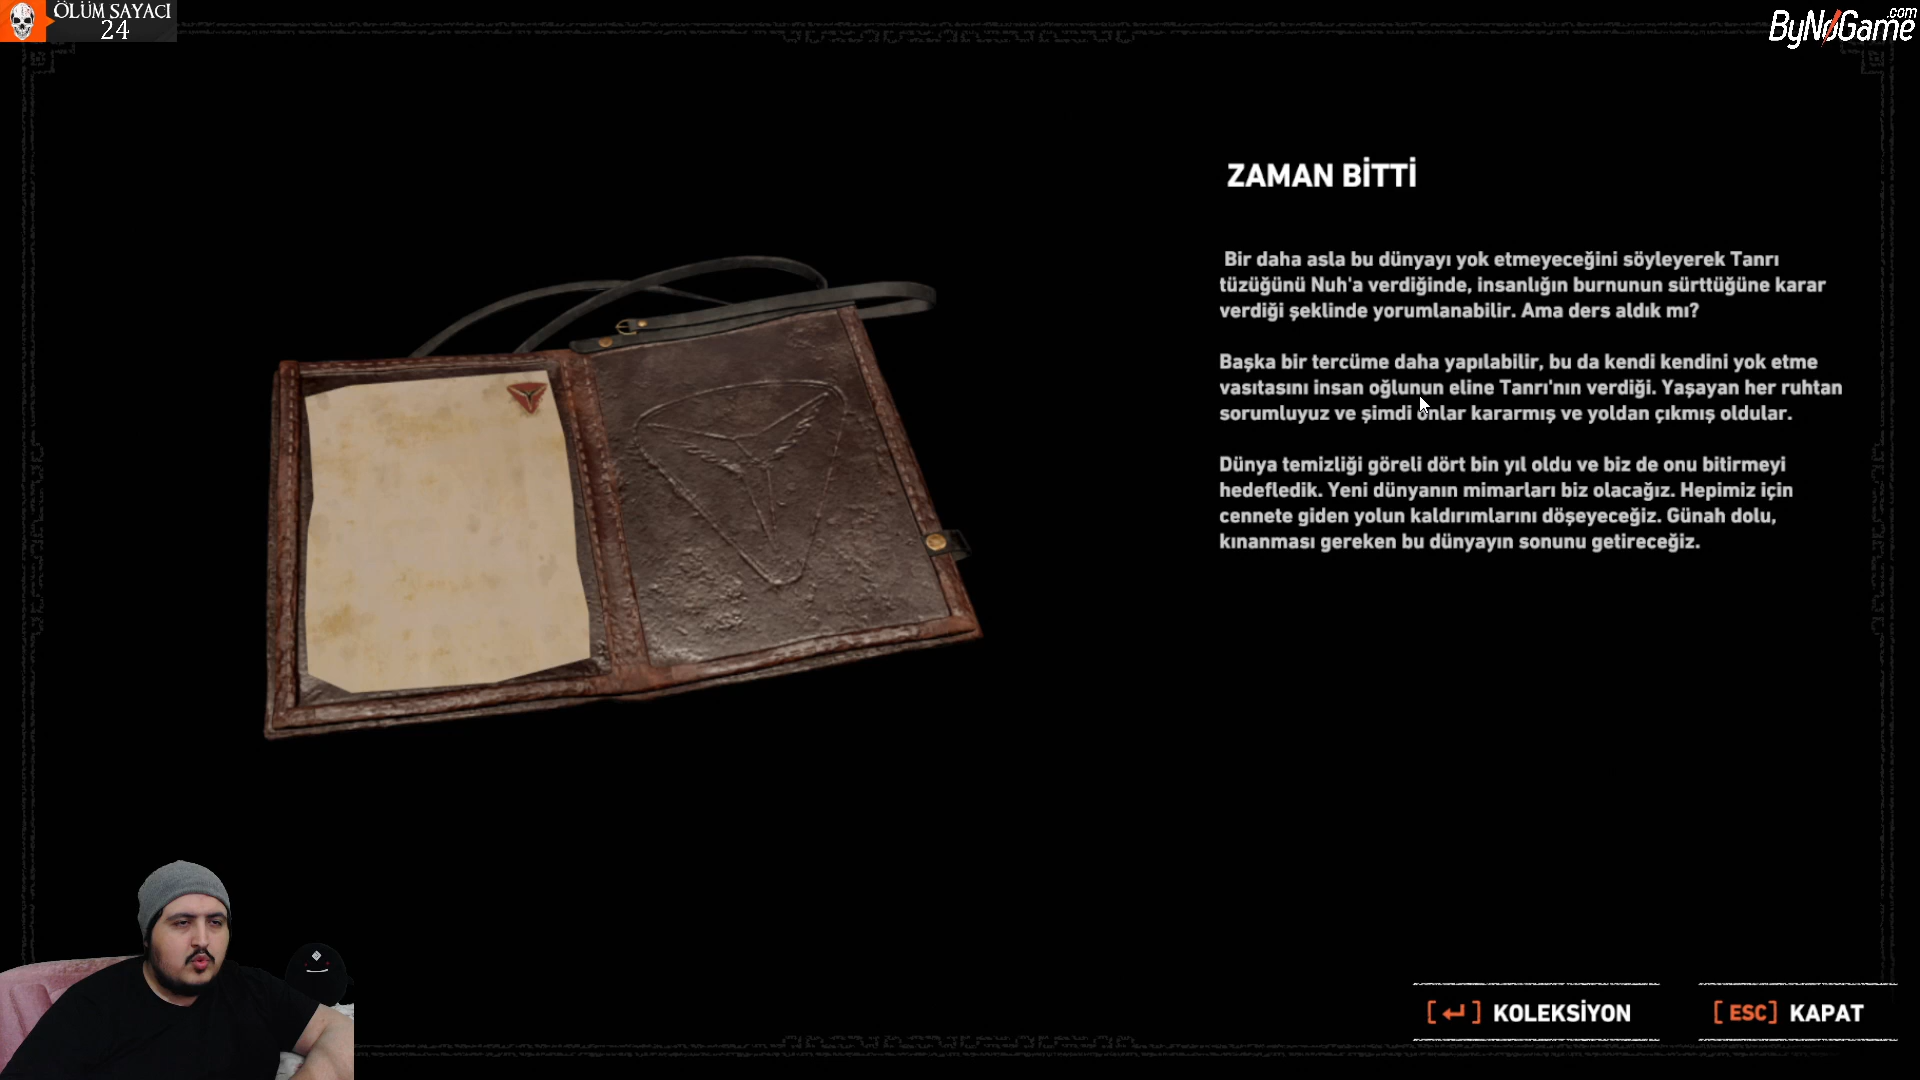 ÖLÜM SAYACI
24
ByNoGame.com
ZAMAN BİTTİ
Bir daha asla bu dünyayı yok etmeyeceğini söyleyerek Tanrı
tüzüğünü Nuh'a verdiğinde, insanlığın burnunun sürttüğüne karar
verdiği şeklinde yorumlanabilir. Ama ders aldık mı?
Başka bir tercüme daha yapılabilir, bu da kendi kendini yok etme
vasıtasını insan oğlunun eline Tanrı'nın verdiği. Yaşayan her ruhtan
sorumluyuz ve şimdi onlar kararmış ve yoldan çıkmış oldular.
Dünya temizliği göreli dört bin yıl oldu ve biz de onu bitirmeyi
hedefledik. Yeni dünyanın mimarları biz olacağız. Hepimiz için
cennete giden yolun kaldırımlarını döşeyeceğiz. Günah dolu,
kınanması gereken bu dünyayın sonunu getireceğiz.
[↵] KOLEKSİYON
[ESC] KAPAT